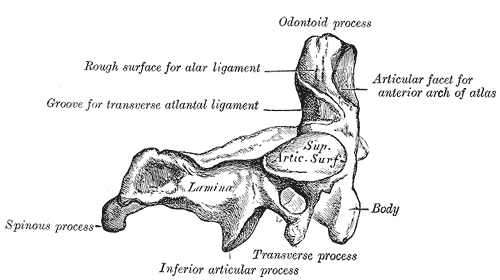 Odontoid process
Rough surface for alar ligament
Articular facet for
anterior arch of atlas
Groove for transverse atlantal ligament
Sup.
Artic. Surf.
Lamina
Body
Spinous process
Transverse process
Inferior articular process